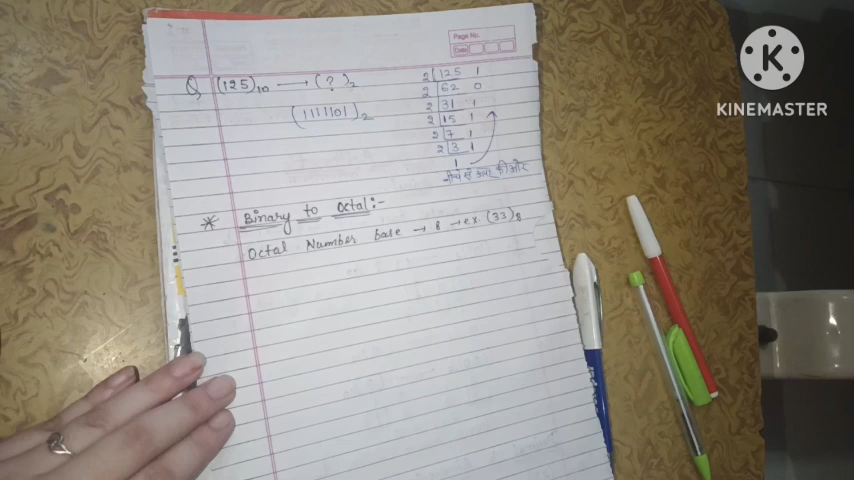 Page No.
Date
Q (125)10 → (?)2
(1111101)2
2 125 1
2 62 0
2 31 1
2 15 1
2 7 1
2 3 1
1
नीचे से ऊपर की ओर
* Binary to Octal:-
Octal Number base → 8 → ex. (33)8
K
KINEMASTER